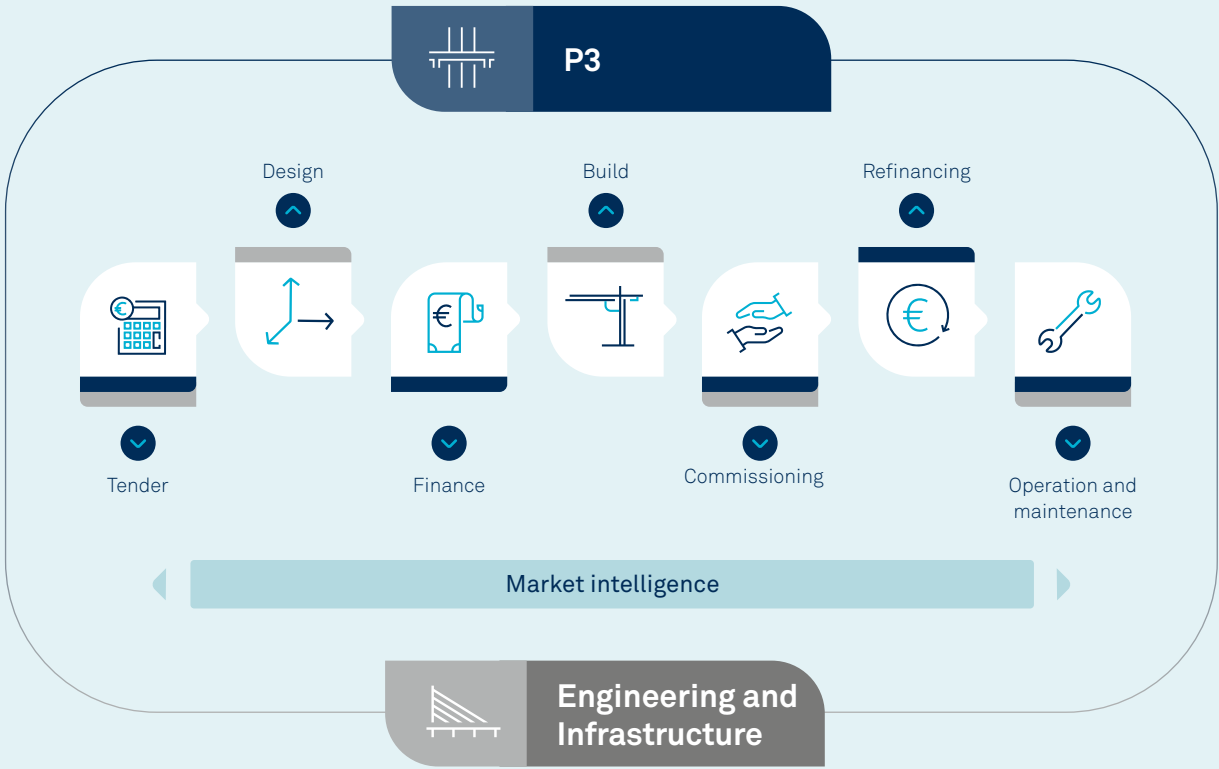 P3
Design
Build
Refinancing
€
€
€
Tender
Finance
Commissioning
Operation and
maintenance
Market intelligence
Engineering and
Infrastructure